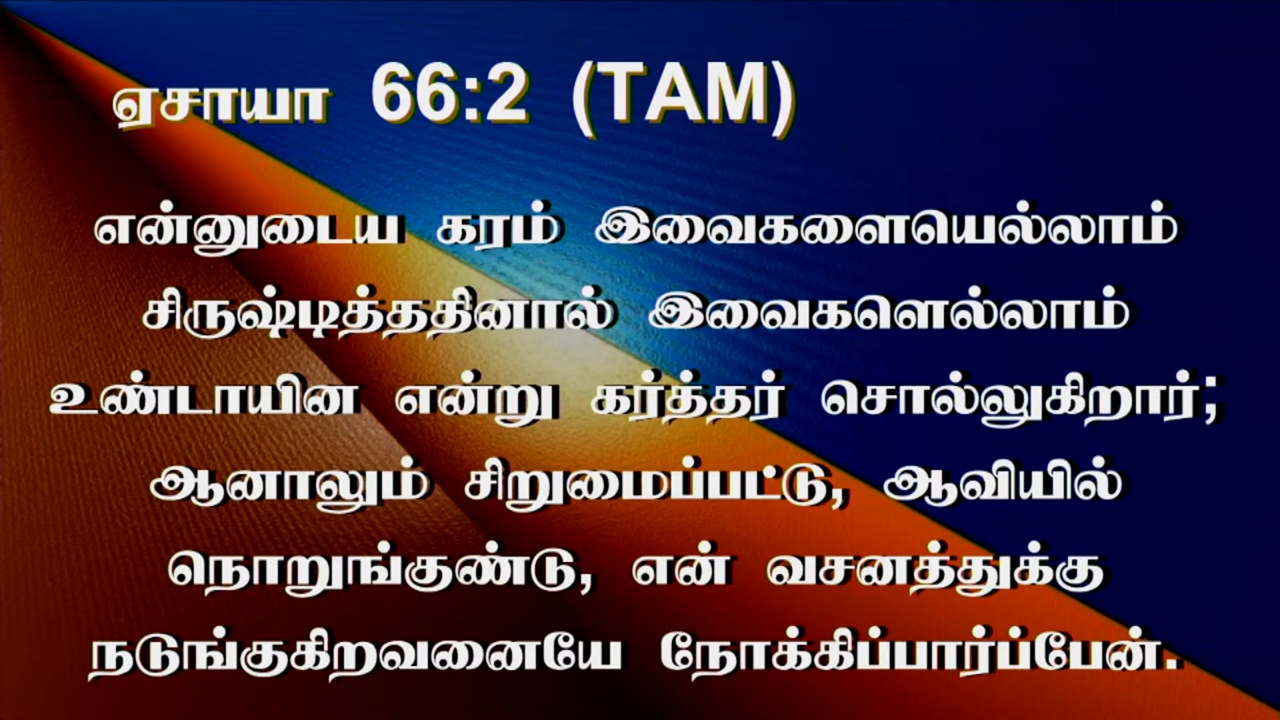 ஏசாயா 66:2 (TAM)
என்னுடைய கரம் இவைகளையெல்லாம்
சிருஷ்டித்ததினால் இவைகளெல்லாம்
உண்டாயின என்று கர்த்தர் சொல்லுகிறார்;
ஆனாலும் சிறுமைப்பட்டு, ஆவியில்
நொறுங்குண்டு, என் வசனத்துக்கு
நடுங்குகிறவனையே நோக்கிப்பார்ப்பேன்.